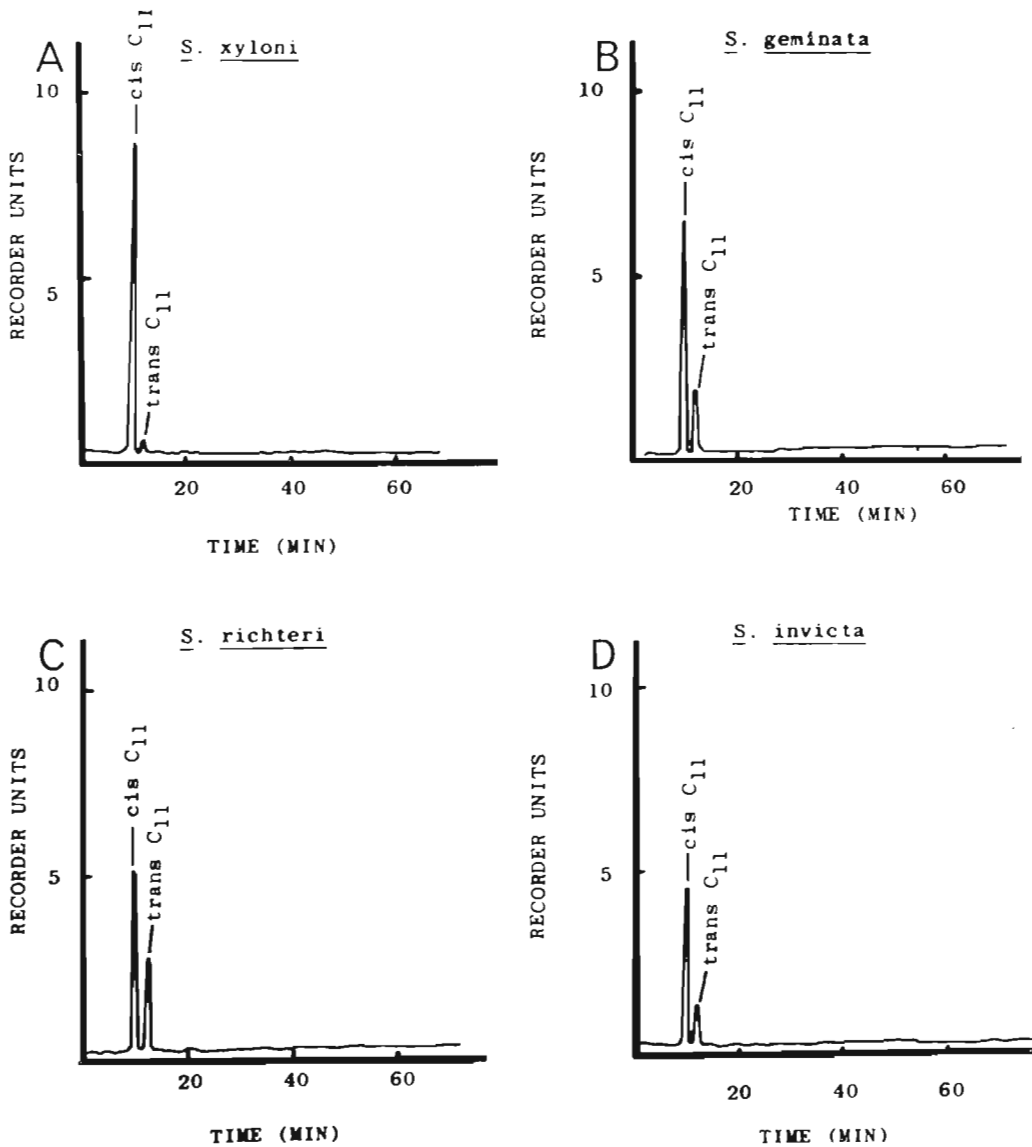 A
S. xyloni
10
5
RECORDER UNITS
cis C11
trans C11
20 40 60
TIME (MIN)
B
S. geminata
10
5
RECORDER UNITS
cis C11
trans C11
20 40 60
TIME (MIN)
C
S. richteri
10
5
RECORDER UNITS
cis C11
trans C11
20 40 60
TIME (MIN)
D
S. invicta
10
5
RECORDER UNITS
cis C11
trans C11
20 40 60
TIME (MIN)